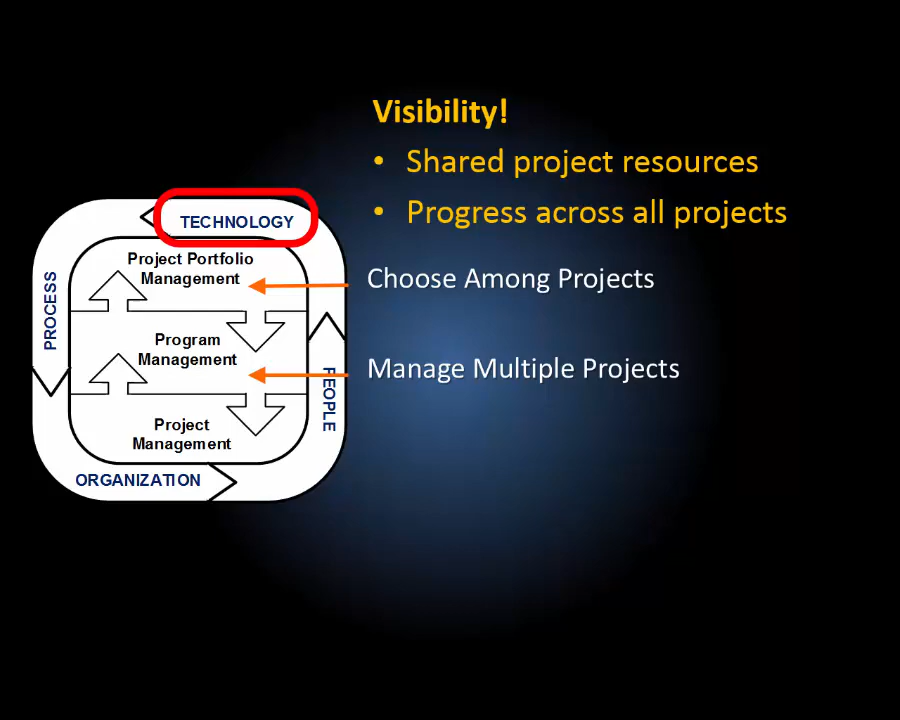 Visibility!
• Shared project resources
• Progress across all projects
TECHNOLOGY
Project Portfolio
Management
Choose Among Projects
PROCESS
Program
Management
Manage Multiple Projects
PEOPLE
Project
Management
ORGANIZATION